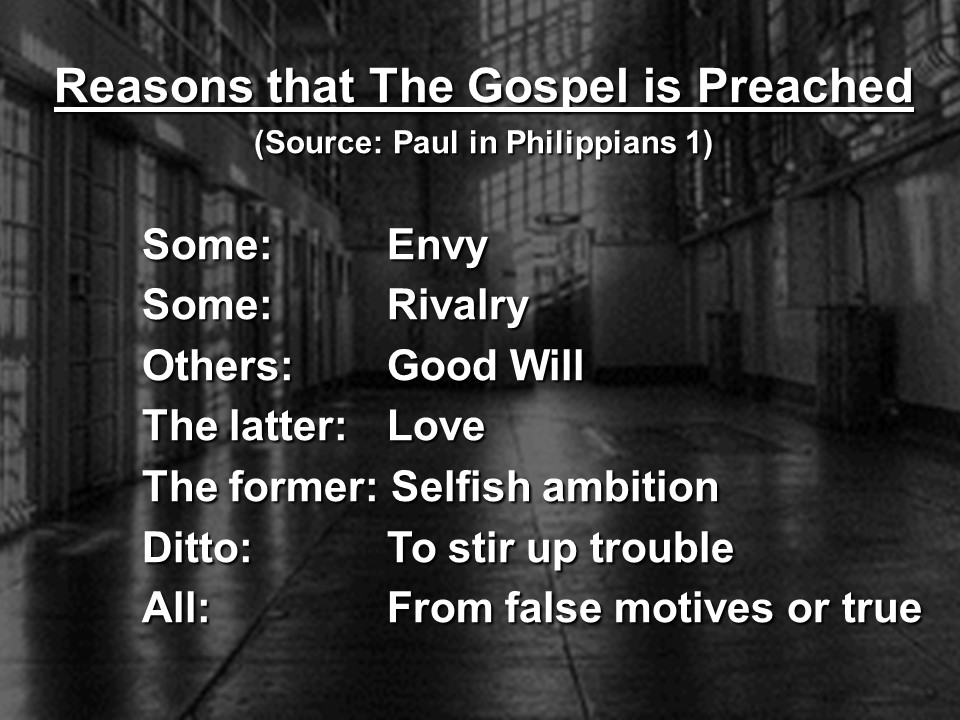 Reasons that The Gospel is Preached
(Source: Paul in Philippians 1)
Some: Envy
Some: Rivalry
Others: Good Will
The latter: Love
The former: Selfish ambition
Ditto: To stir up trouble
All: From false motives or true